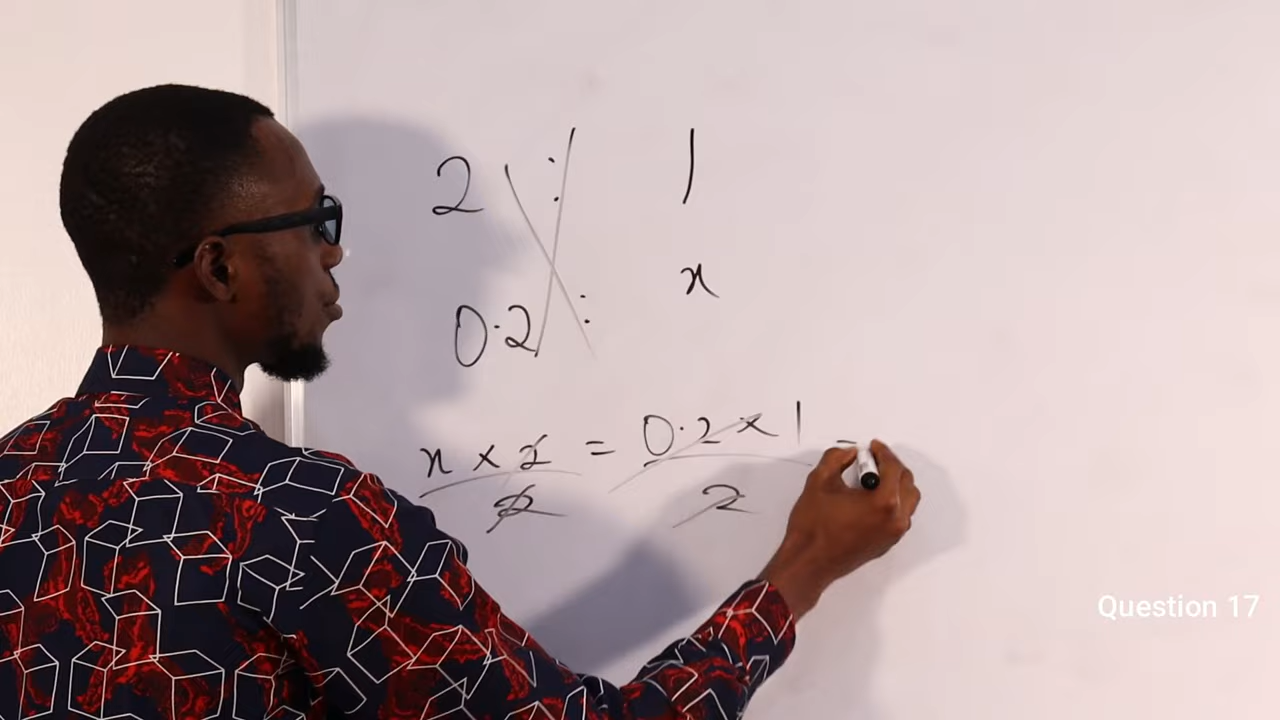 2 : 1
0.2 : x
x × 2 = 0.2 × 1 =
2 2
Question 17